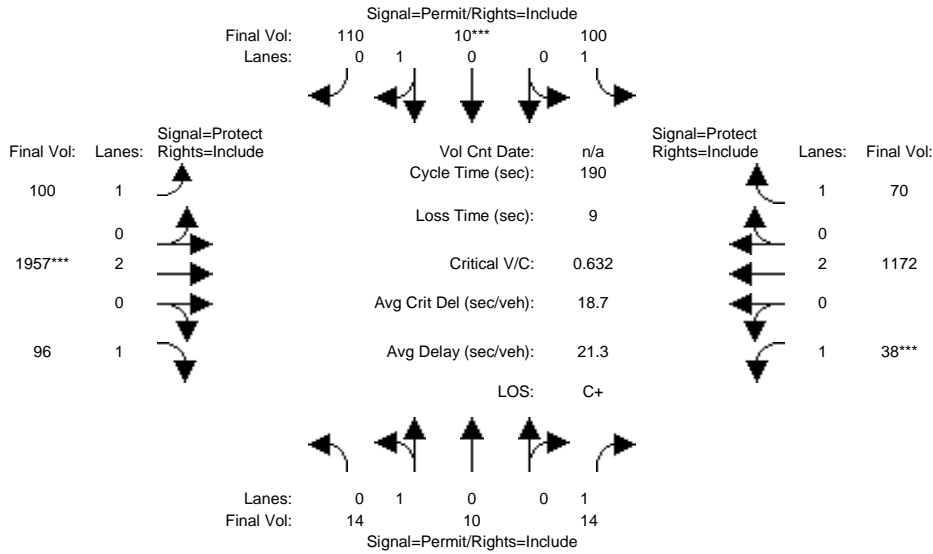 Signal=Permit/Rights=Include
Final Vol: 110 10*** 100
Lanes: 0 1 0 0 1
Signal=Protect
Final Vol: Lanes: Rights=Include
Vol Cnt Date: n/a
Signal=Protect
Rights=Include Lanes: Final Vol:
Cycle Time (sec): 190
100 1
1 70
Loss Time (sec): 9
0
0
1957*** 2
Critical V/C: 0.632
2 1172
0
Avg Crit Del (sec/veh): 18.7
0
96 1
Avg Delay (sec/veh): 21.3
1 38***
LOS: C+
Lanes: 0 1 0 0 1
Final Vol: 14 10 14
Signal=Permit/Rights=Include